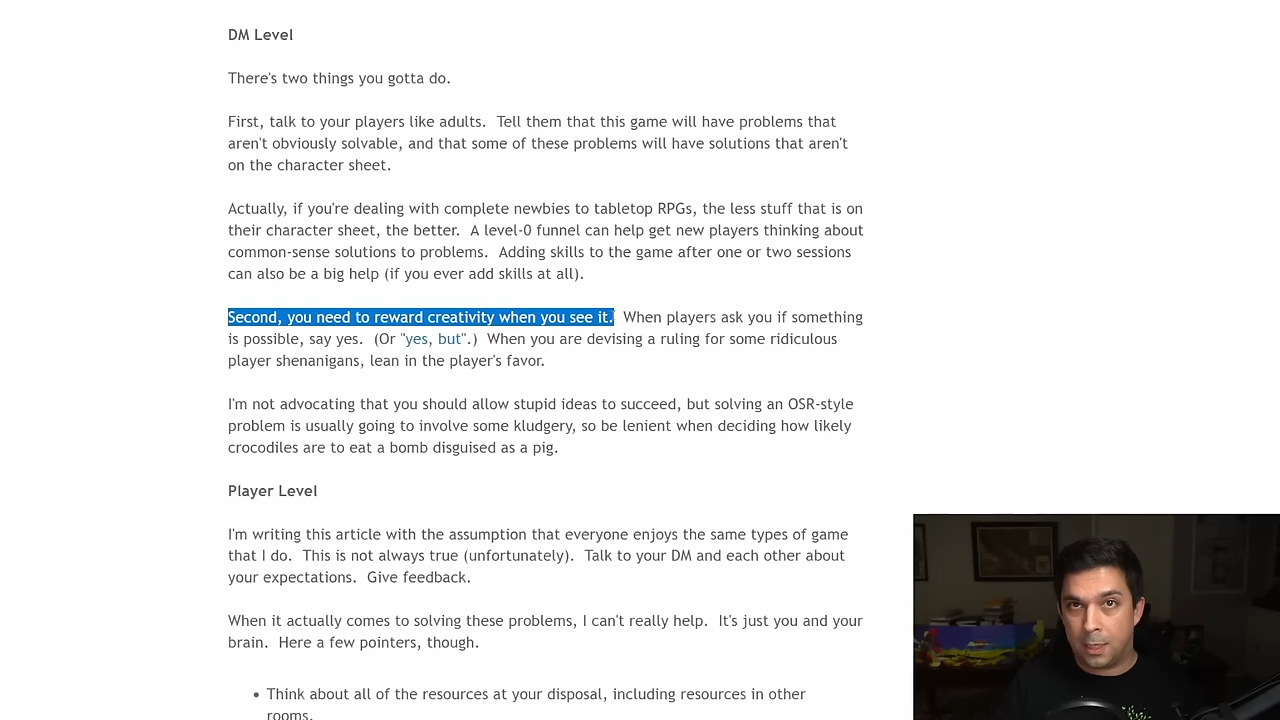 DM Level
There's two things you gotta do.
First, talk to your players like adults.  Tell them that this game will have problems that
aren't obviously solvable, and that some of these problems will have solutions that aren't
on the character sheet.
Actually, if you're dealing with complete newbies to tabletop RPGs, the less stuff that is on
their character sheet, the better.  A level-0 funnel can help get new players thinking about
common-sense solutions to problems.  Adding skills to the game after one or two sessions
can also be a big help (if you ever add skills at all).
Second, you need to reward creativity when you see it.  When players ask you if something
is possible, say yes.  (Or "yes, but".)  When you are devising a ruling for some ridiculous
player shenanigans, lean in the player's favor.
I'm not advocating that you should allow stupid ideas to succeed, but solving an OSR-style
problem is usually going to involve some kludgery, so be lenient when deciding how likely
crocodiles are to eat a bomb disguised as a pig.
Player Level
I'm writing this article with the assumption that everyone enjoys the same types of game
that I do.  This is not always true (unfortunately).  Talk to your DM and each other about
your expectations.  Give feedback.
When it actually comes to solving these problems, I can't really help.  It's just you and your
brain.  Here a few pointers, though.
• Think about all of the resources at your disposal, including resources in other
rooms.